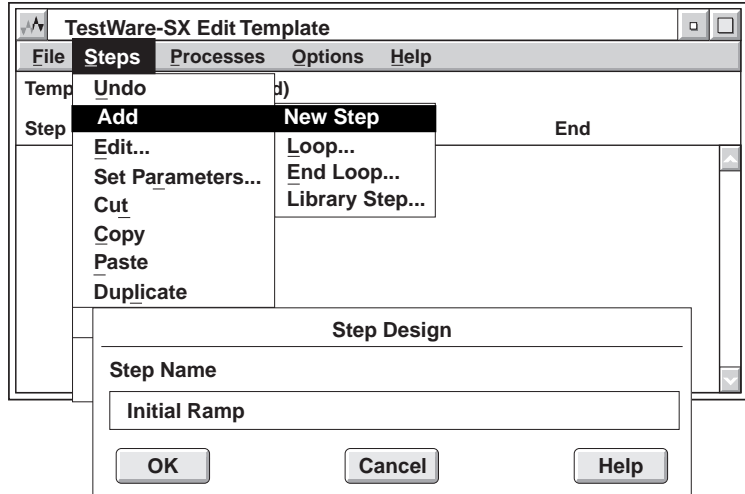 TestWare-SX Edit Template
File Steps Processes Options Help
Temp d)
Step End
Undo
Add
Edit...
Set Parameters...
Cut
Copy
Paste
Duplicate
New Step
Loop...
End Loop...
Library Step...
Step Design
Step Name
Initial Ramp
OK Cancel Help